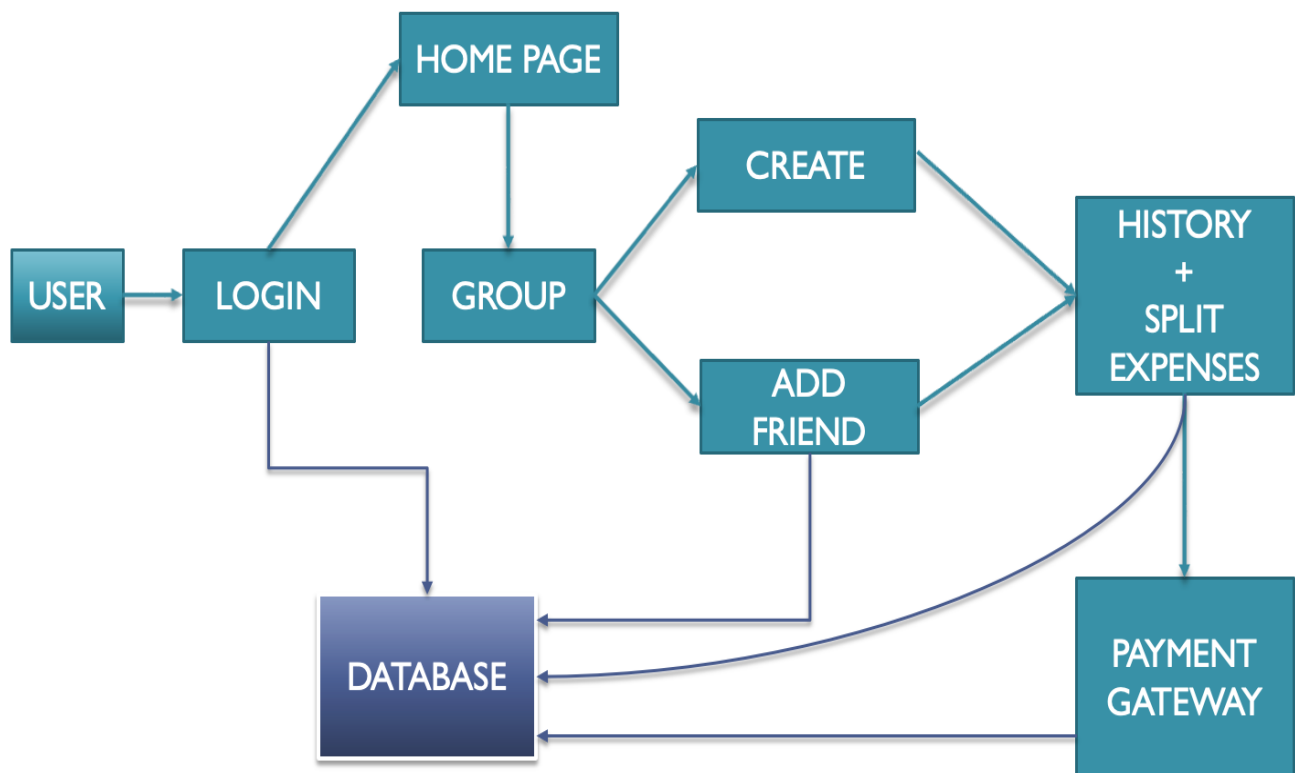 HOME PAGE
CREATE
HISTORY
+
SPLIT
EXPENSES
USER
LOGIN
GROUP
ADD
FRIEND
DATABASE
PAYMENT
GATEWAY